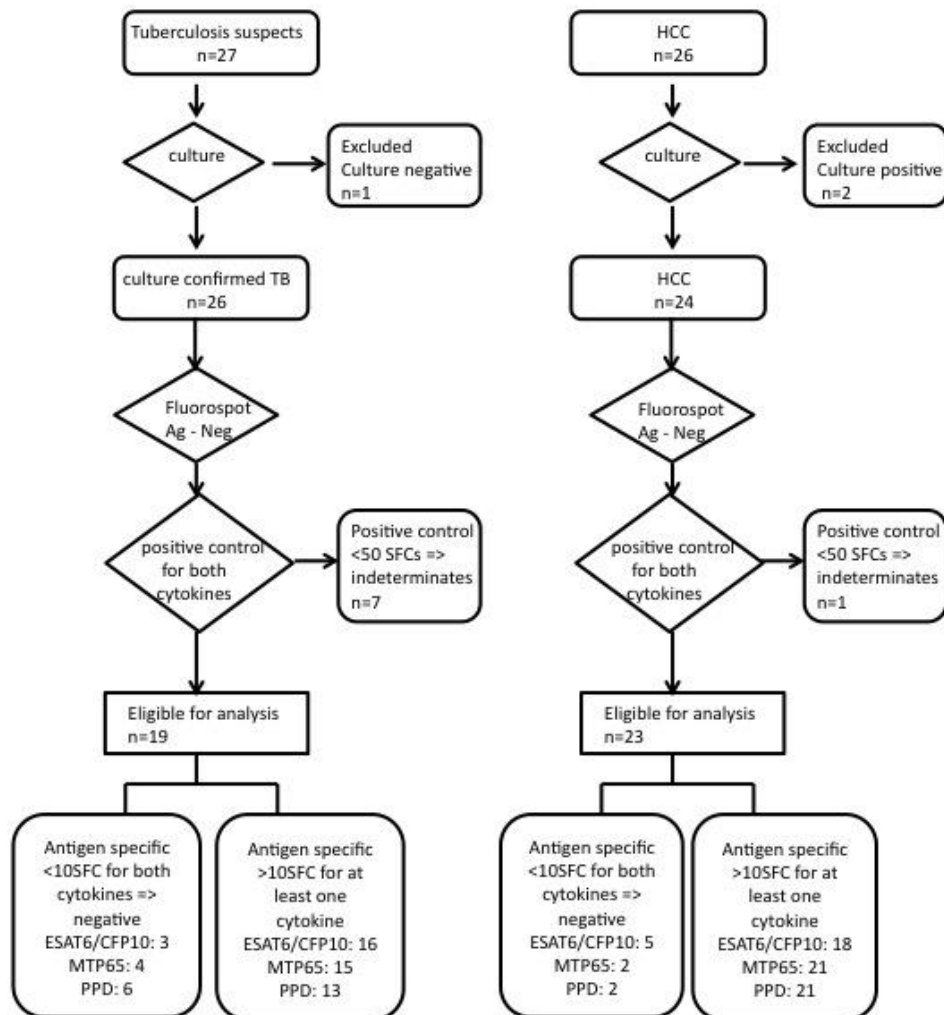 Tuberculosis suspects
n=27
culture
Excluded
Culture negative
n=1
culture confirmed TB
n=26
Fluorospot
Ag - Neg
positive control
for both
cytokines
Positive control
<50 SFCs =>
indeterminates
n=7
Eligible for analysis
n=19
Antigen specific
<10SFC for both
cytokines =>
negative
ESAT6/CFP10: 3
MTP65: 4
PPD: 6
Antigen specific
>10SFC for at
least one
cytokine
ESAT6/CFP10: 16
MTP65: 15
PPD: 13
HCC
n=26
culture
Excluded
Culture positive
n=2
HCC
n=24
Fluorospot
Ag - Neg
positive control
for both
cytokines
Positive control
<50 SFCs =>
indeterminates
n=1
Eligible for analysis
n=23
Antigen specific
<10SFC for both
cytokines =>
negative
ESAT6/CFP10: 5
MTP65: 2
PPD: 2
Antigen specific
>10SFC for at
least one
cytokine
ESAT6/CFP10: 18
MTP65: 21
PPD: 21